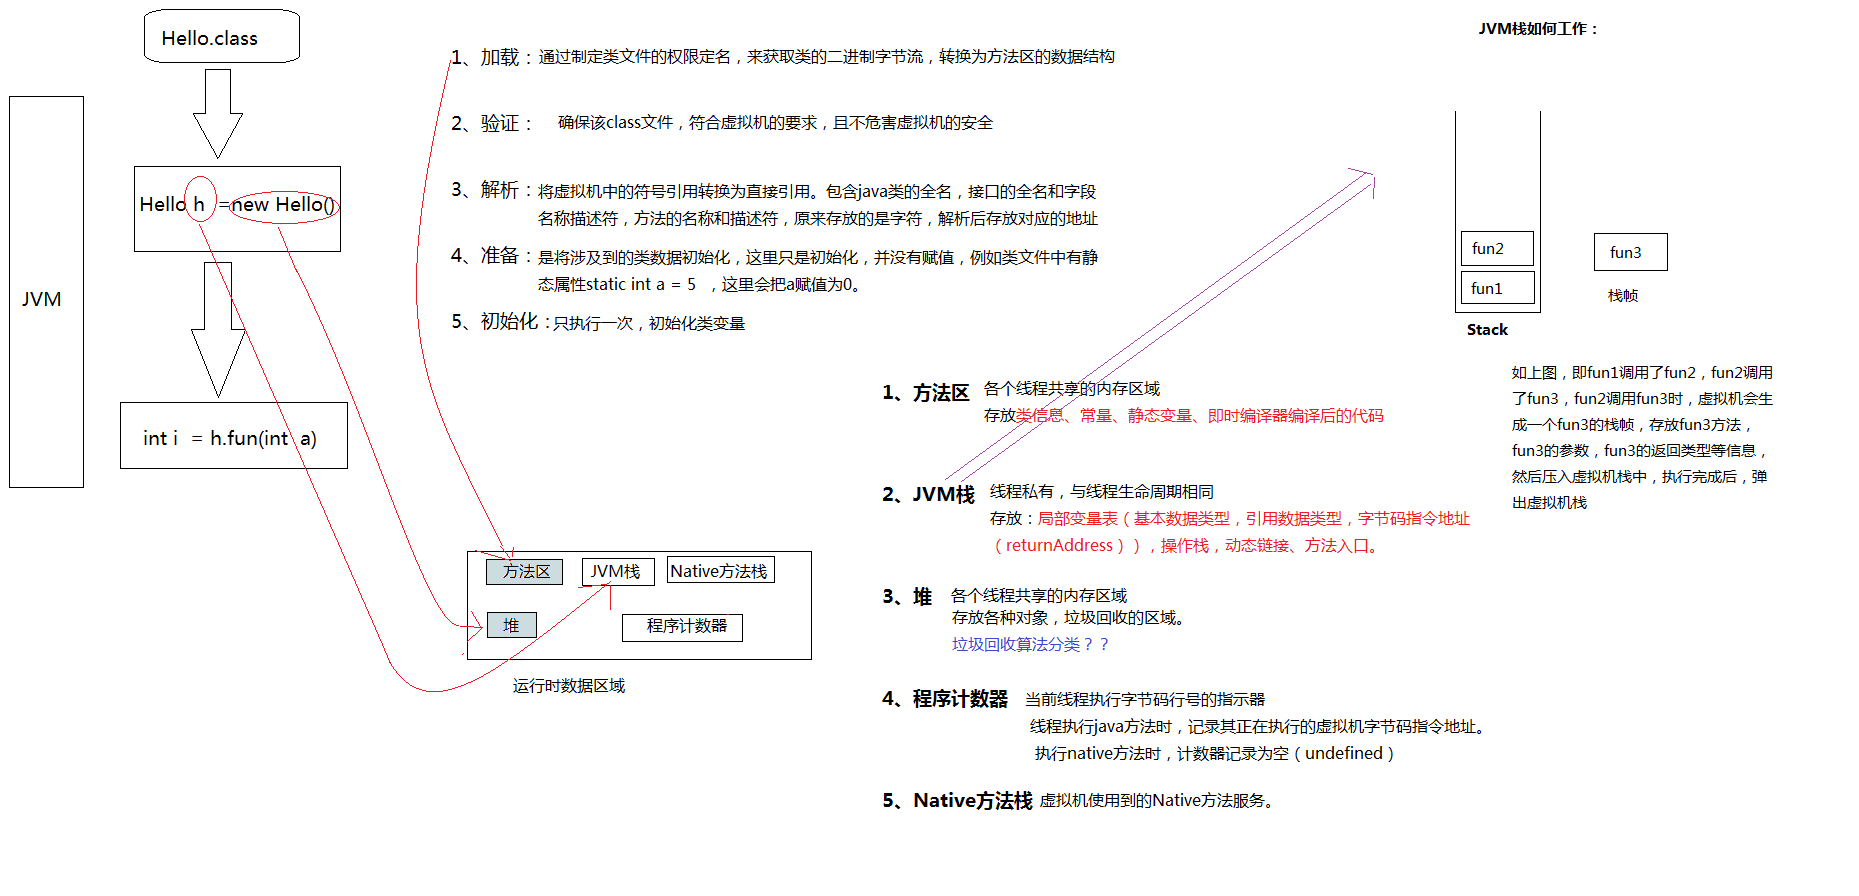 Hello.class
JVM
Hello h =new Hello()
int i = h.fun(int a)
1、加载：通过制定类文件的权限定名，来获取类的二进制字节流，转换为方法区的数据结构
2、验证： 确保该class文件，符合虚拟机的要求，且不危害虚拟机的安全
3、解析：将虚拟机中的符号引用转换为直接引用。包含java类的全名，接口的全名和字段
名称描述符，方法的名称和描述符，原来存放的是字符，解析后存放对应的地址
4、准备：是将涉及到的类数据初始化，这里只是初始化，并没有赋值，例如类文件中有静
态属性static int a = 5 ，这里会把a赋值为0。
5、初始化：只执行一次，初始化类变量
方法区
JVM栈
Native方法栈
堆
程序计数器
运行时数据区域
1、方法区 各个线程共享的内存区域
存放类信息、常量、静态变量、即时编译器编译后的代码
2、JVM栈 线程私有，与线程生命周期相同
存放：局部变量表（基本数据类型，引用数据类型，字节码指令地址
（returnAddress）），操作栈，动态链接、方法入口。
3、堆 各个线程共享的内存区域
存放各种对象，垃圾回收的区域。
垃圾回收算法分类？？
4、程序计数器 当前线程执行字节码行号的指示器
线程执行java方法时，记录其正在执行的虚拟机字节码指令地址。
执行native方法时，计数器记录为空（undefined）
5、Native方法栈 虚拟机使用到的Native方法服务。
JVM栈如何工作：
fun2
fun1
Stack
fun3
栈帧
如上图，即fun1调用了fun2，fun2调用
了fun3，fun2调用fun3时，虚拟机会生
成一个fun3的栈帧，存放fun3方法，
fun3的参数，fun3的返回类型等信息，
然后压入虚拟机栈中，执行完成后，弹
出虚拟机栈